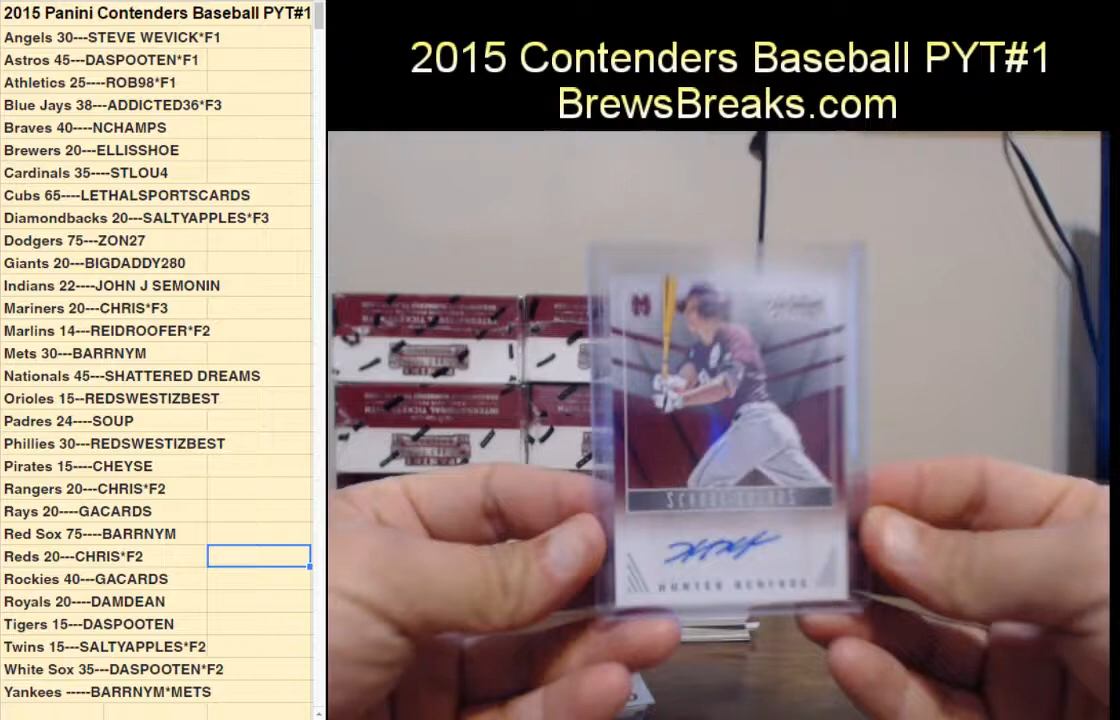 2015 Panini Contenders Baseball PYT#1
Angels 30---STEVE WEVICK*F1
Astros 45---DASPOOTEN*F1
Athletics 25----ROB98*F1
Blue Jays 38---ADDICTED36*F3
Braves 40----NCHAMPS
Brewers 20---ELLISSHOE
Cardinals 35----STLOU4
Cubs 65----LETHALSPORTSCARDS
Diamondbacks 20---SALTYAPPLES*F3
Dodgers 75---ZON27
Giants 20---BIGDADDY280
Indians 22----JOHN J SEMONIN
Mariners 20---CHRIS*F3
Marlins 14---REIDROOFER*F2
Mets 30---BARRNYM
Nationals 45---SHATTERED DREAMS
Orioles 15--REDSWESTIZBEST
Padres 24----SOUP
Phillies 30---REDSWESTIZBEST
Pirates 15----CHEYSE
Rangers 20---CHRIS*F2
Rays 20----GACARDS
Red Sox 75---BARRNYM
Reds 20---CHRIS*F2
Rockies 40---GACARDS
Royals 20----DAMDEAN
Tigers 15---DASPOOTEN
Twins 15---SALTYAPPLES*F2
White Sox 35---DASPOOTEN*F2
Yankees -----BARRNYM*METS
2015 Contenders Baseball PYT#1
BrewsBreaks.com
SCHOOL COLORS
HUNTER RENFROE